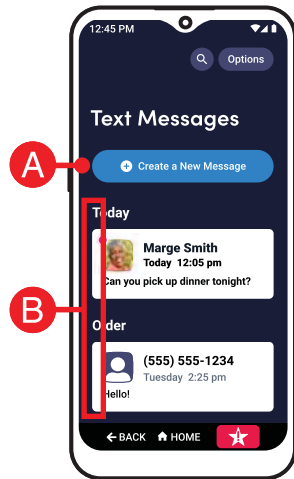 12:45 PM
Options
Text Messages
A
Create a New Message
Today
Marge Smith
Today 12:05 pm
Can you pick up dinner tonight?
B
Older
(555) 555-1234
Tuesday 2:25 pm
Hello!
BACK HOME